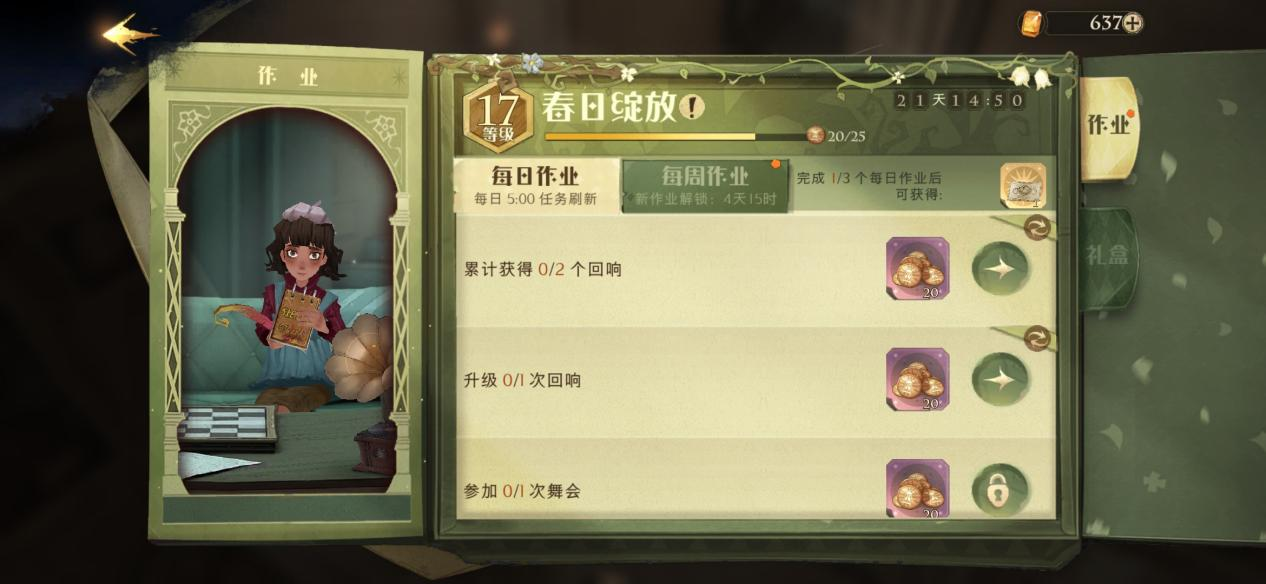 637
作业
17
等级
春日绽放
!
21天14:50
20/25
每日作业
每日 5:00 任务刷新
每周作业
新作业解锁：4天15时
完成 1/3 个每日作业后
可获得:
1
作业
礼盒
累计获得 0/2 个回响
20
升级 0/1 次回响
20
参加 0/1 次舞会
20